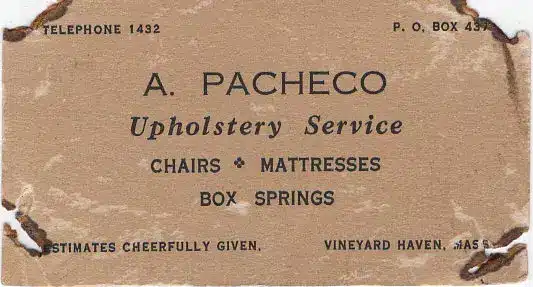 TELEPHONE 1432 P. O. BOX 437
A. PACHECO
Upholstery Service
CHAIRS ❖ MATTRESSES
BOX SPRINGS
ESTIMATES CHEERFULLY GIVEN. VINEYARD HAVEN, MASS